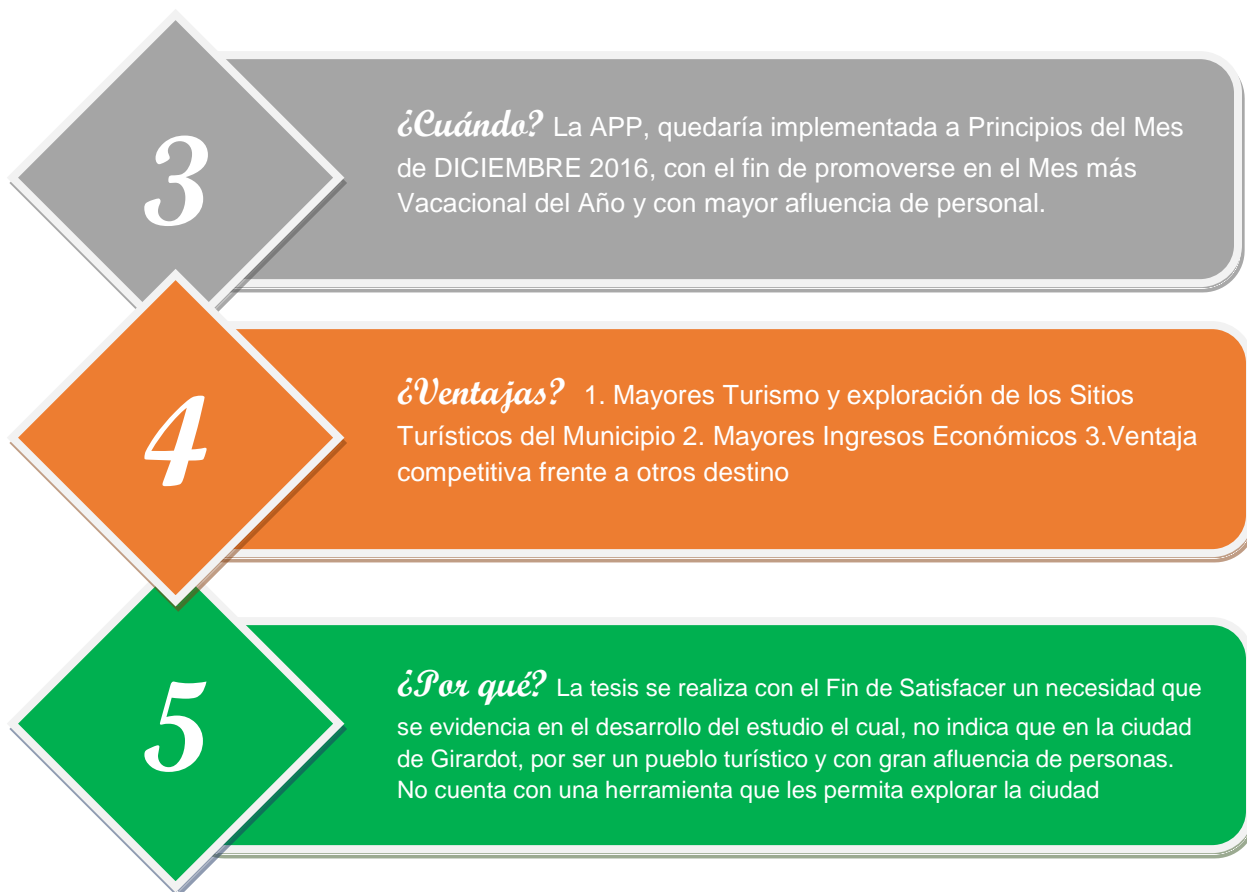 3
¿Cuándo? La APP, quedaría implementada a Principios del Mes
de DICIEMBRE 2016, con el fin de promoverse en el Mes más
Vacacional del Año y con mayor afluencia de personal.
4
¿Ventajas? 1. Mayores Turismo y exploración de los Sitios
Turísticos del Municipio 2. Mayores Ingresos Económicos 3.Ventaja
competitiva frente a otros destino
5
¿Por qué? La tesis se realiza con el Fin de Satisfacer un necesidad que
se evidencia en el desarrollo del estudio el cual, no indica que en la ciudad
de Girardot, por ser un pueblo turístico y con gran afluencia de personas.
No cuenta con una herramienta que les permita explorar la ciudad